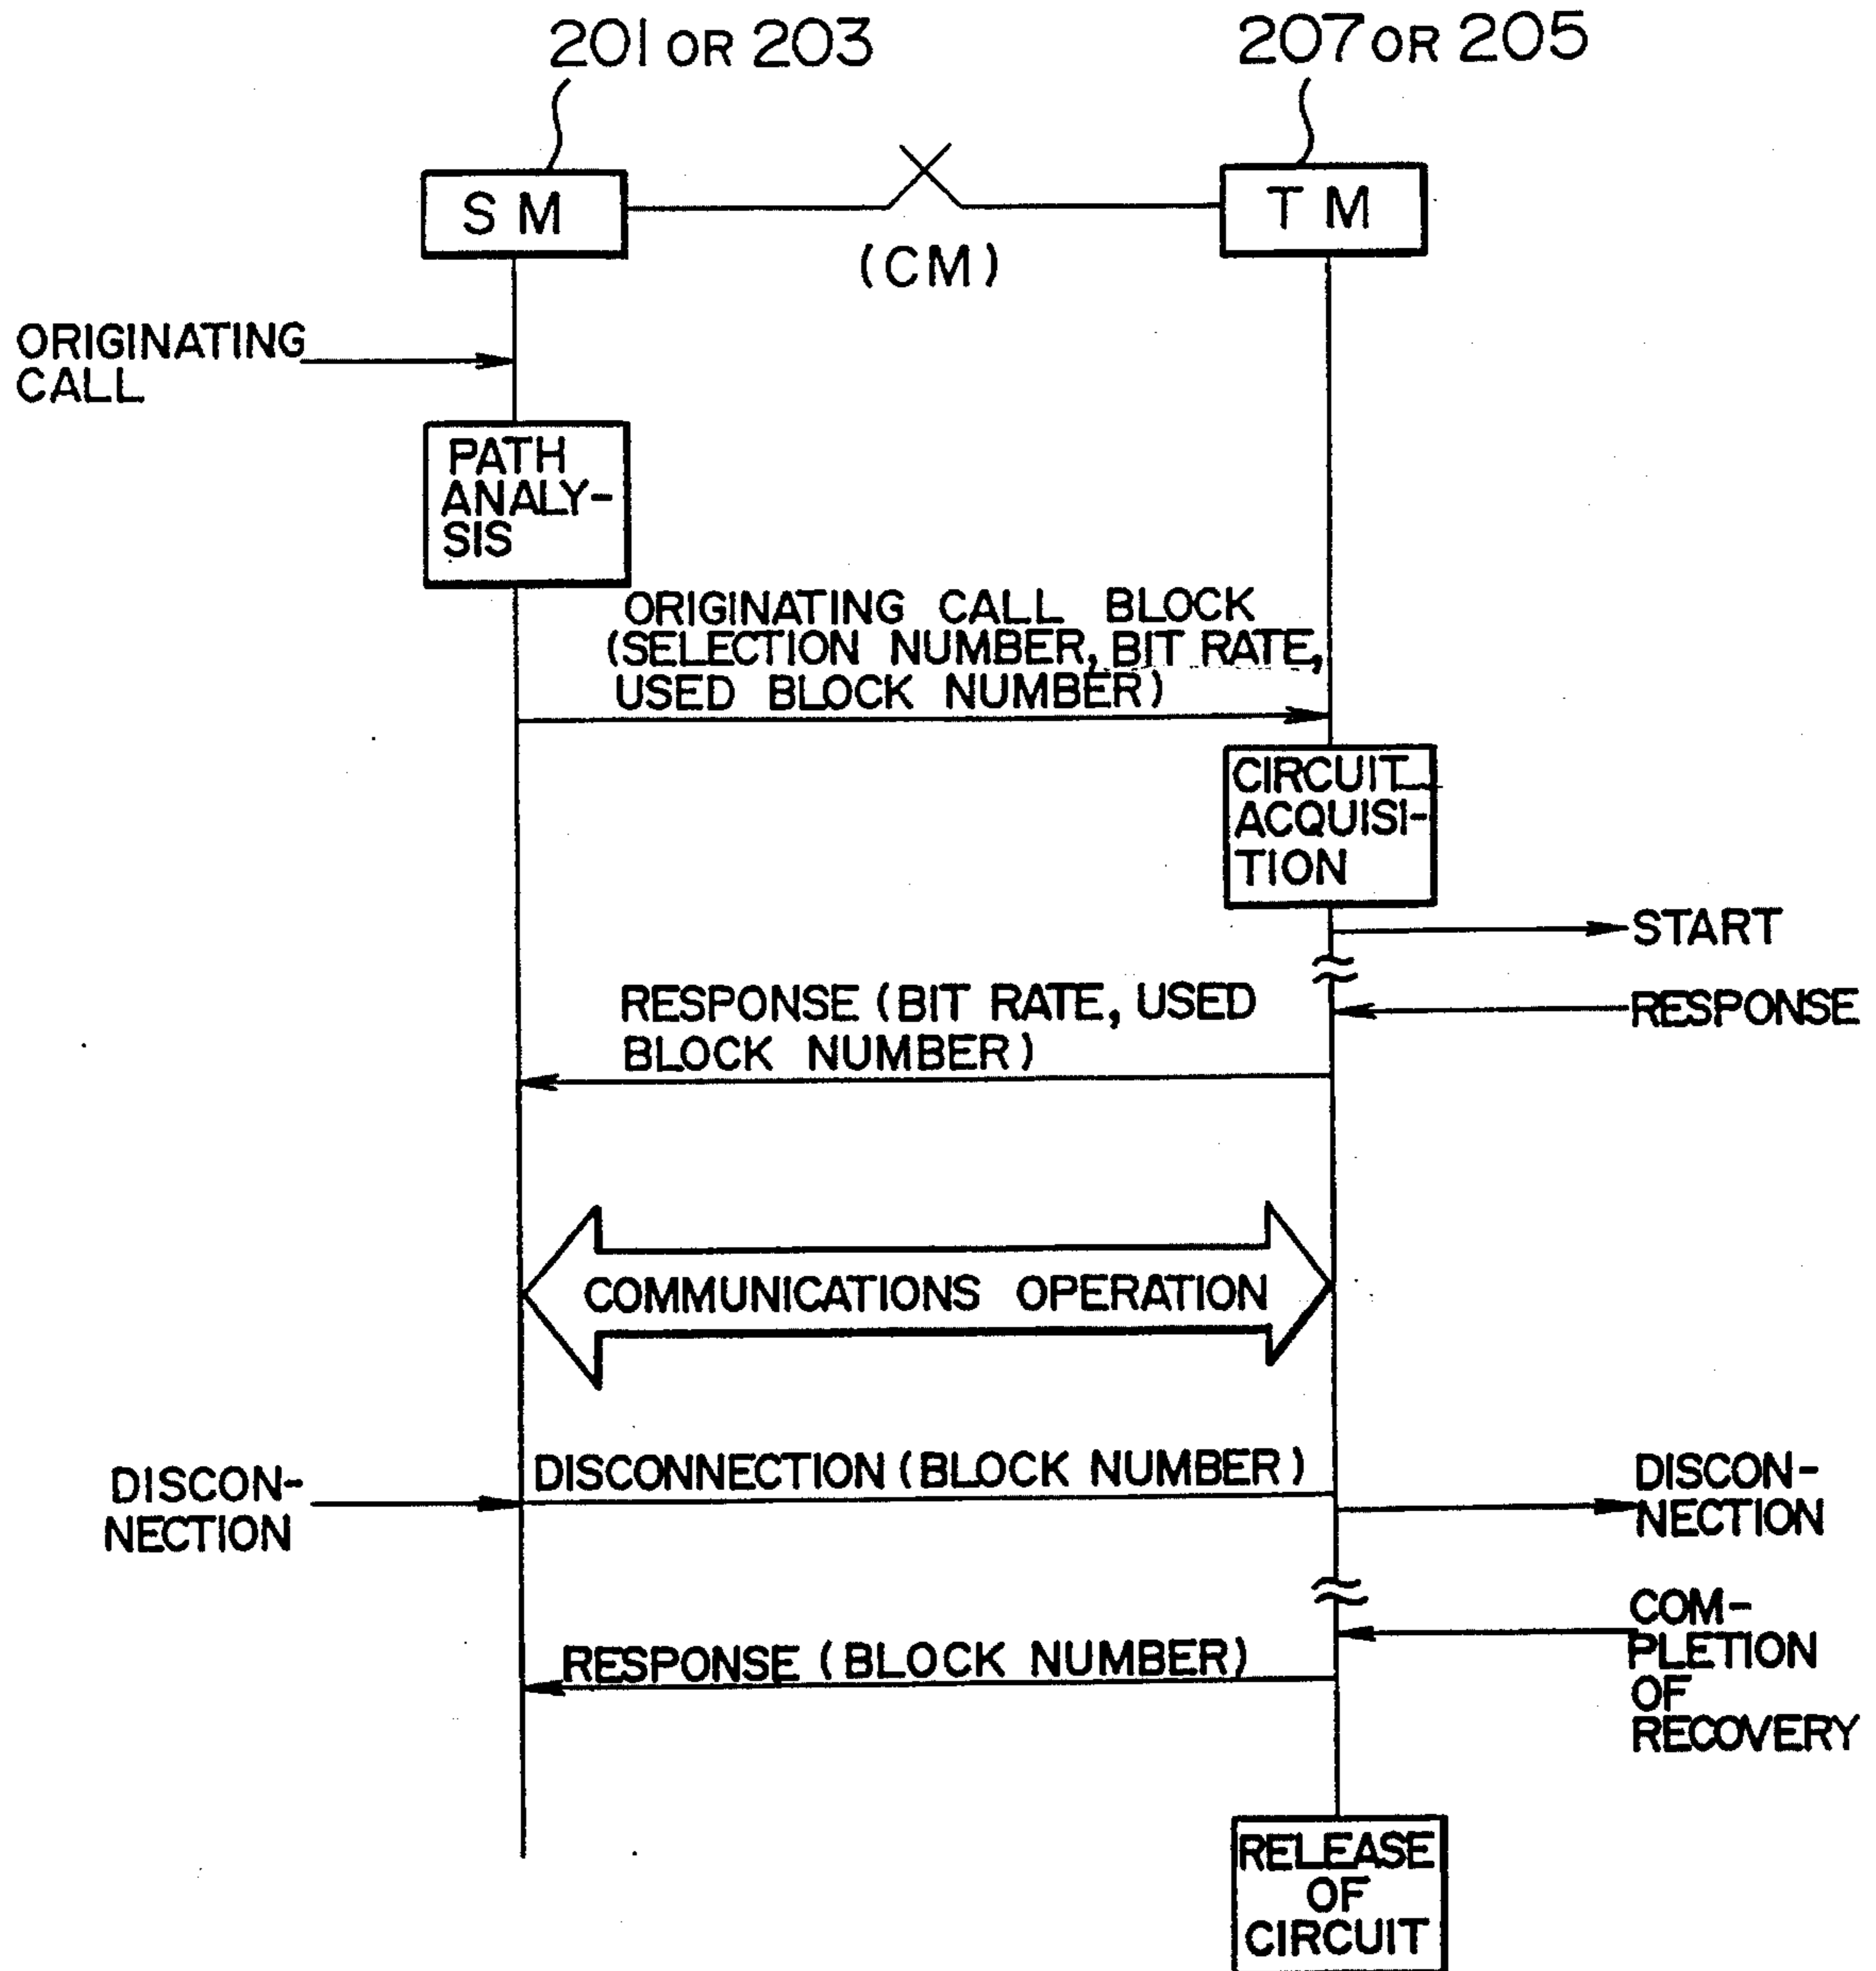 201 OR 203
207 OR 205
SM
TM
(CM)
ORIGINATING
CALL
PATH
ANALY-
SIS
ORIGINATING CALL BLOCK
(SELECTION NUMBER, BIT RATE,
USED BLOCK NUMBER)
CIRCUIT
ACQUISI-
TION
START
RESPONSE
RESPONSE (BIT RATE, USED
BLOCK NUMBER)
COMMUNICATIONS OPERATION
DISCON-
NECTION
DISCONNECTION (BLOCK NUMBER)
DISCON-
NECTION
COM-
PLETION
OF
RECOVERY
RESPONSE (BLOCK NUMBER)
RELEASE
OF
CIRCUIT